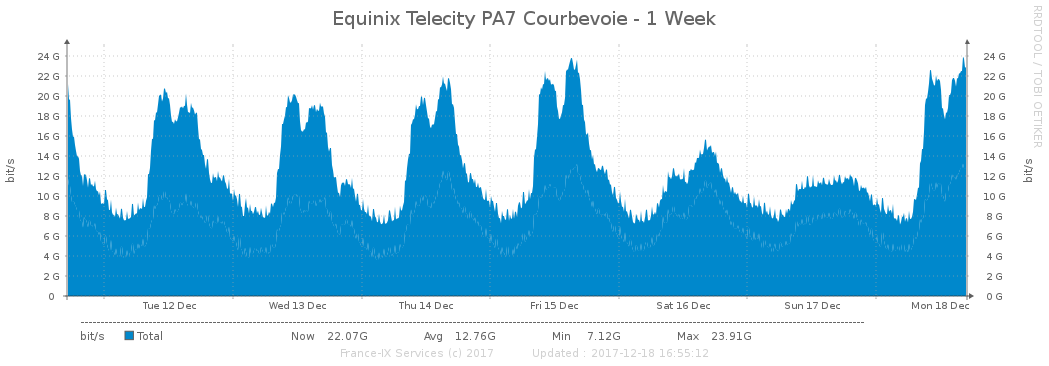 Equinix Telecity PA7 Courbevoie - 1 Week
RRDTOOL / TOBI OETIKER
bit/s
24 G
22 G
20 G
18 G
16 G
14 G
12 G
10 G
8 G
6 G
4 G
2 G
0
24 G
22 G
20 G
18 G
16 G
14 G
12 G
10 G
8 G
6 G
4 G
2 G
0 G
bit/s
Tue 12 Dec Wed 13 Dec Thu 14 Dec Fri 15 Dec Sat 16 Dec Sun 17 Dec Mon 18 Dec
bit/s Total Now 22.07G Avg 12.76G Min 7.12G Max 23.91G
France-IX Services (c) 2017 Updated : 2017-12-18 16:55:12